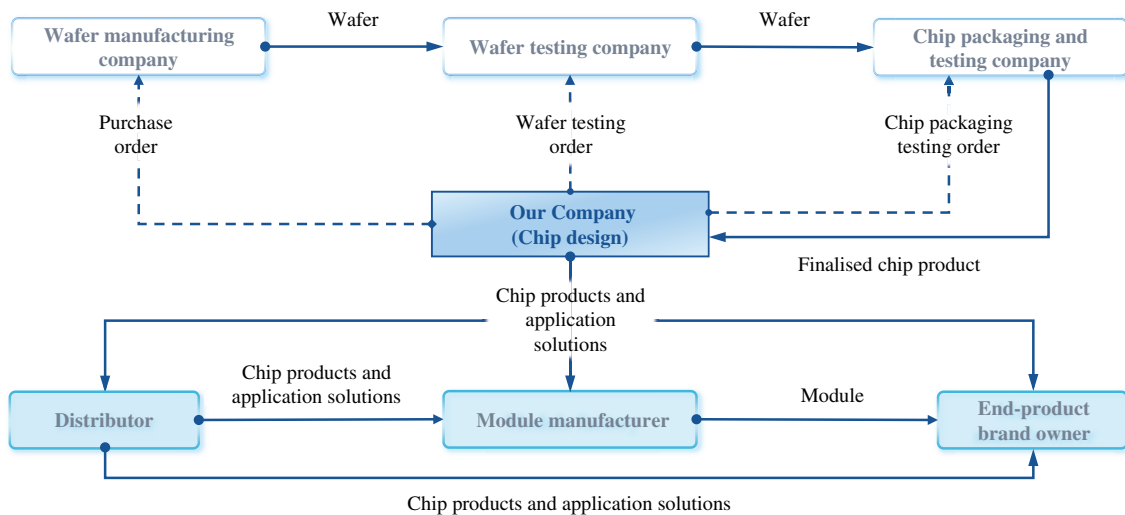 Wafer
Wafer
Wafer manufacturing
company
Wafer testing company
Chip packaging and
testing company
Purchase
order
Wafer testing
order
Chip packaging
testing order
Our Company
(Chip design)
Finalised chip product
Chip products and
application
solutions
Chip products and
application solutions
Module
Distributor
Module manufacturer
End-product
brand owner
Chip products and application solutions